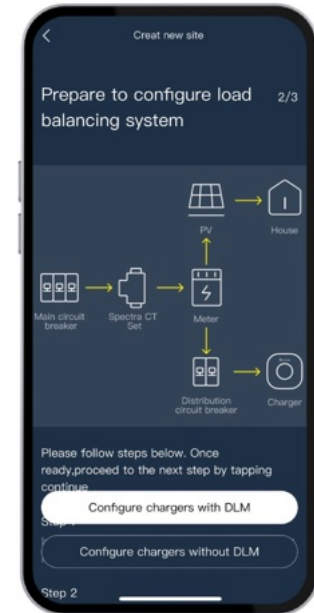 Creat new site
Prepare to configure load 2/3
balancing system
PV
House
Main circuit
breaker
Spectra CT
Set
Meter
Distribution
circuit breaker
Charger
Please follow steps below. Once
ready,proceed to the next step by tapping
continue
Configure chargers with DLM
Configure chargers without DLM
Step 2